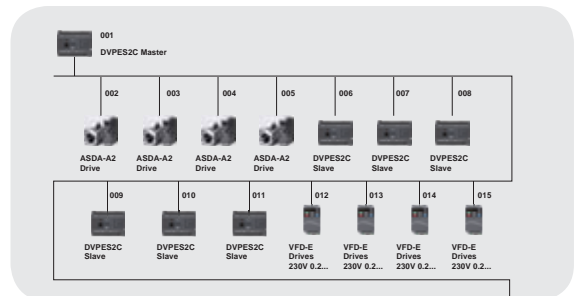 001
DVPES2C Master
002 003 004 005 006 007 008
ASDA-A2 ASDA-A2 ASDA-A2 ASDA-A2 DVPES2C DVPES2C DVPES2C
Drive Drive Drive Drive Slave Slave Slave
009 010 011 012 013 014 015
DVPES2C DVPES2C DVPES2C VFD-E VFD-E VFD-E VFD-E
Slave Slave Slave Drives Drives Drives Drives
230V 0.2... 230V 0.2... 230V 0.2... 230V 0.2...